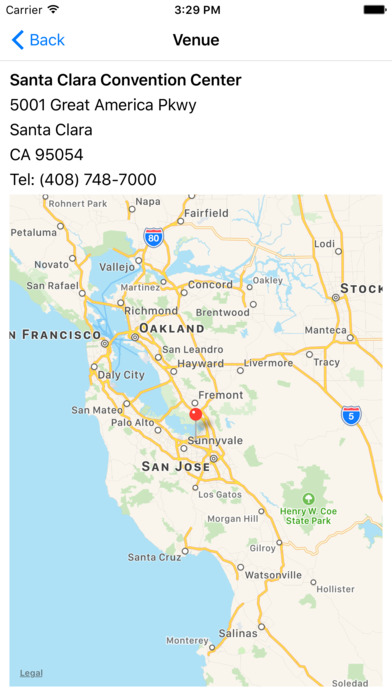 Carrier 3:29 PM
Back Venue
Santa Clara Convention Center
5001 Great America Pkwy
Santa Clara
CA 95054
Tel: (408) 748-7000
Rohnert Park
Napa
Fairfield
Petaluma
80
Lodi
Novato
Vallejo
San Rafael
Martinez
Concord
Oakley
STOCK
Richmond
Brentwood
N FRANCISCO
OAKLAND
Manteca
San Leandro
Daly City
Hayward
Livermore
Tracy
Fremont
San Mateo
5
Palo Alto
Sunnyvale
SAN JOSE
Los Gatos
Henry W. Coe
State Park
Morgan Hill
Santa Cruz
Gilroy
Watsonville
Hollister
Salinas
Monterey
Legal
Soledad